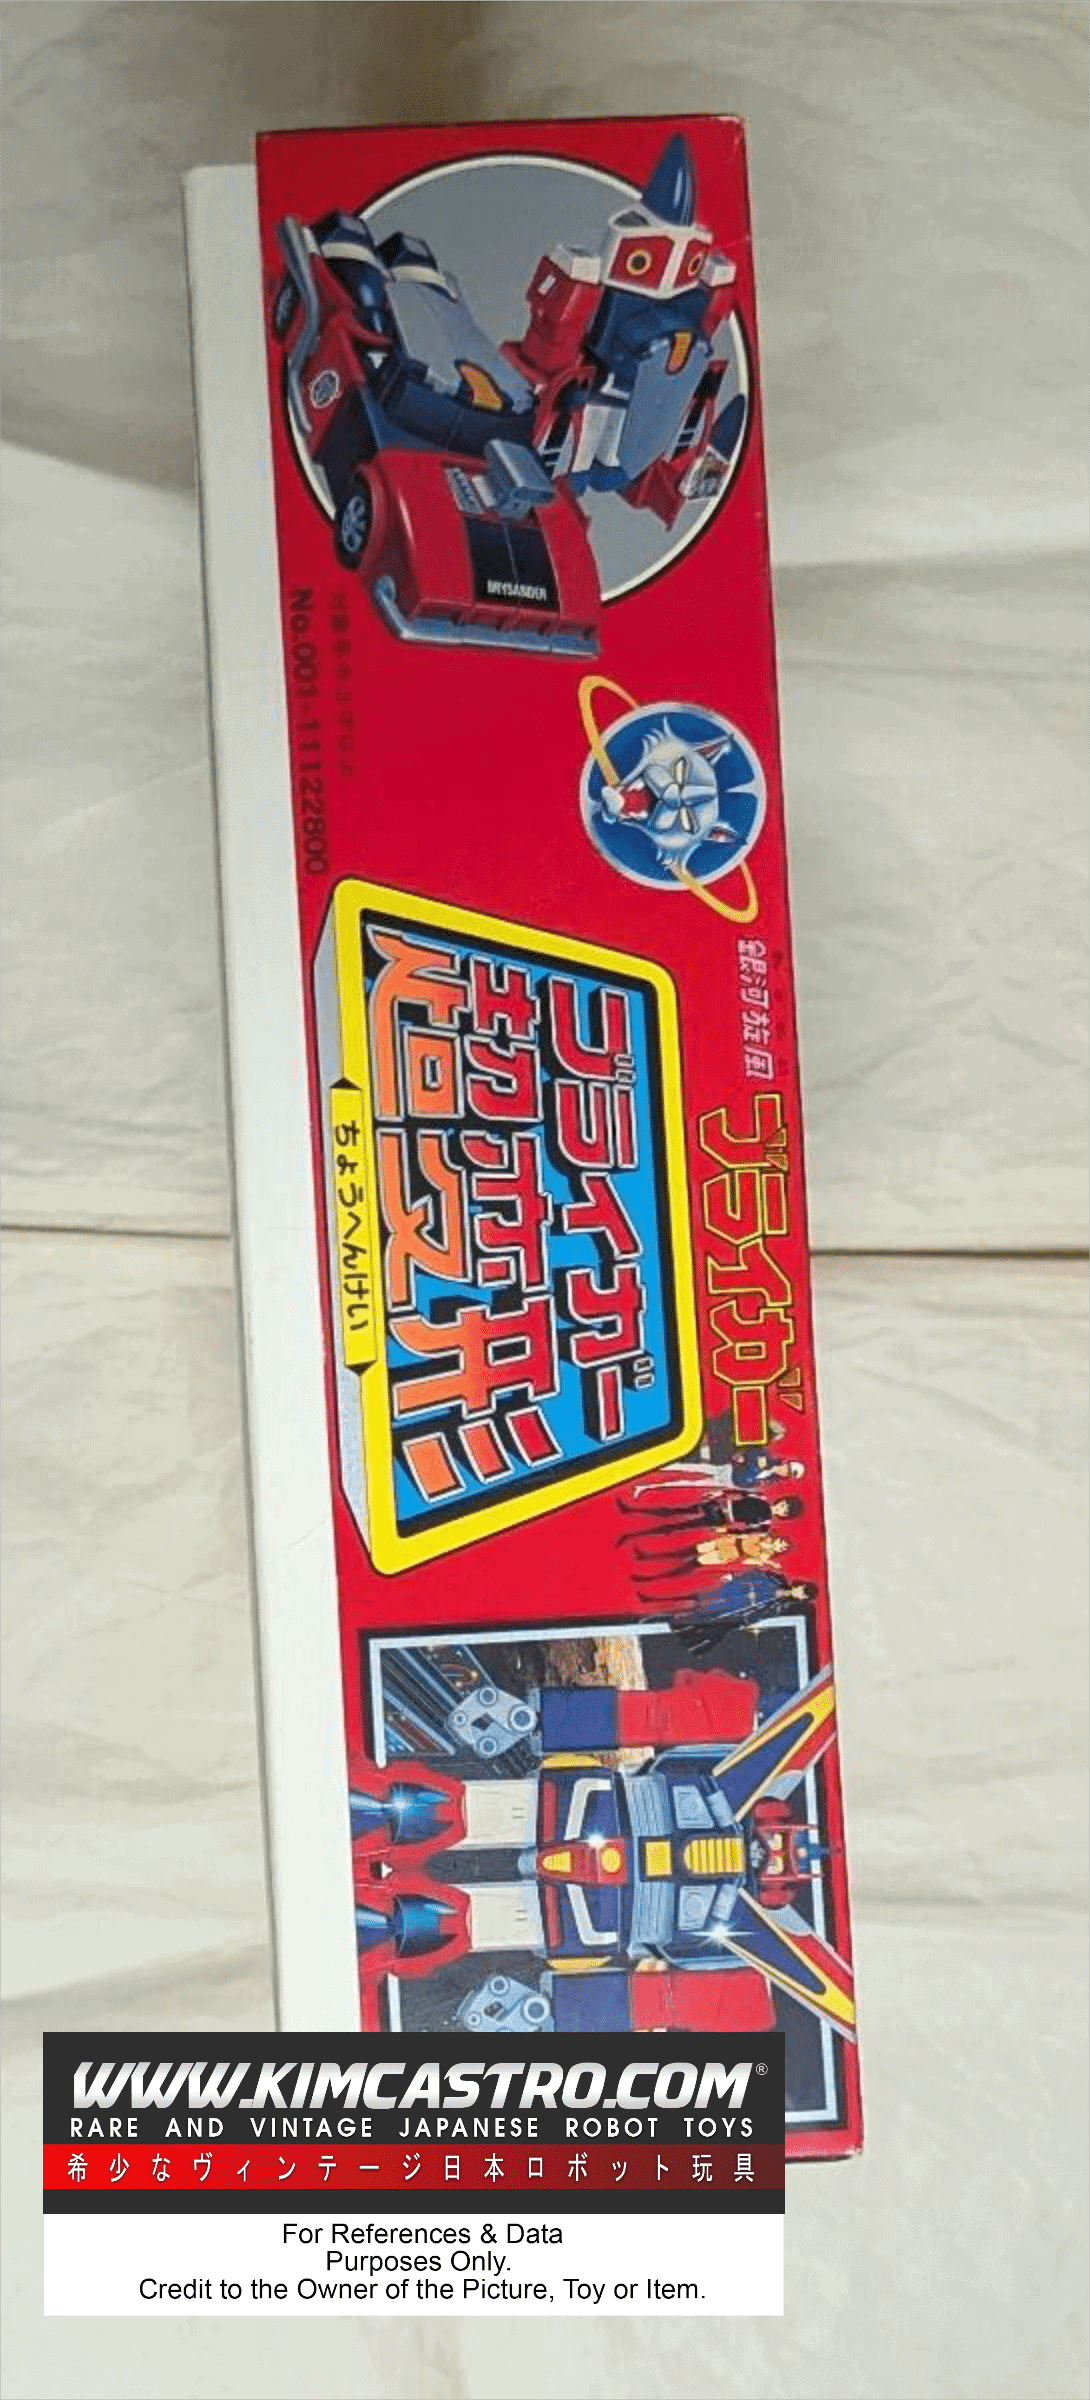 BRYSANDER
No.001-11122800
銀河旋風
ブライガー
ブライガー
超変形
ちょうへんけい
WWW.KIMCASTRO.COM®
RARE AND VINTAGE JAPANESE ROBOT TOYS
希少なヴィンテージ日本ロボット玩具
For References & Data
Purposes Only.
Credit to the Owner of the Picture, Toy or Item.